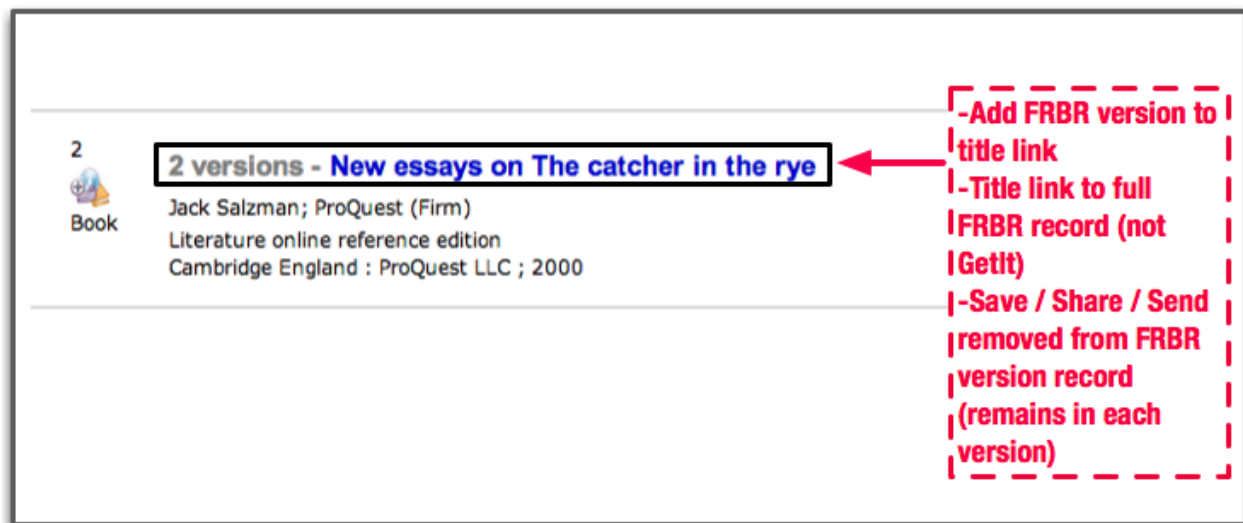 2
Book
2 versions - New essays on The catcher in the rye
Jack Salzman; ProQuest (Firm)
Literature online reference edition
Cambridge England : ProQuest LLC ; 2000
-Add FRBR version to
title link
-Title link to full
FRBR record (not
GetIt)
-Save / Share / Send
removed from FRBR
version record
(remains in each
version)